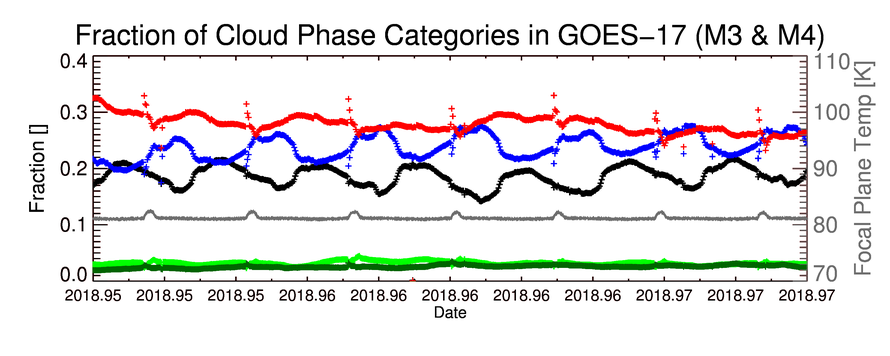 Fraction of Cloud Phase Categories in GOES−17 (M3 & M4)
0.4
0.3
0.2
0.1
0.0
Fraction []
110
100
90
80
70
Focal Plane Temp [K]
2018.95 2018.95 2018.95 2018.96 2018.96 2018.96 2018.96 2018.96 2018.97 2018.97 2018.97
Date